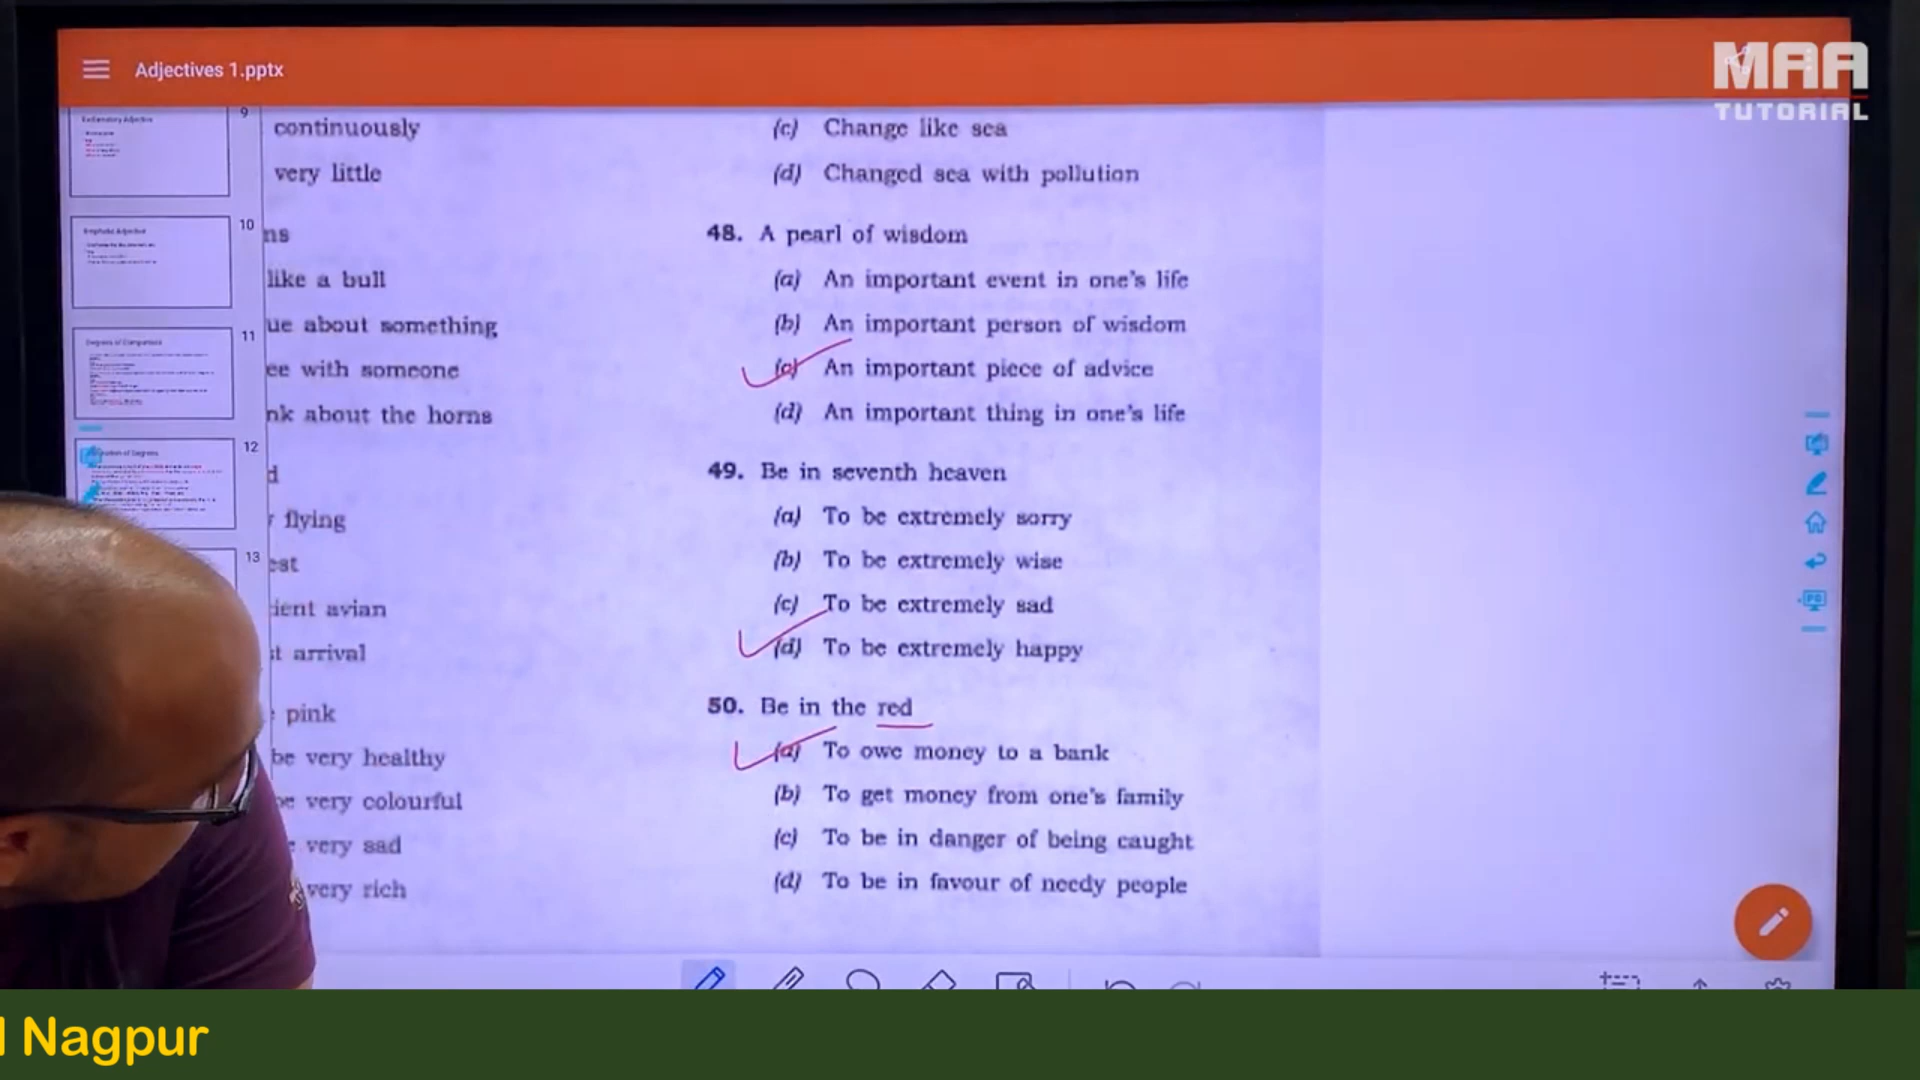 Adjectives 1.pptx
MAA
TUTORIAL
9
10
11
12
13
continuously
very little
ns
like a bull
ue about something
ee with someone
nk about the horns
d
flying
est
ient avian
t arrival
pink
be very healthy
e very colourful
very sad
very rich
(c) Change like sea
(d) Changed sea with pollution
48. A pearl of wisdom
(a) An important event in one's life
(b) An important person of wisdom
(c) An important piece of advice
(d) An important thing in one's life
49. Be in seventh heaven
(a) To be extremely sorry
(b) To be extremely wise
(c) To be extremely sad
(d) To be extremely happy
50. Be in the red
(a) To owe money to a bank
(b) To get money from one's family
(c) To be in danger of being caught
(d) To be in favour of needy people
Nagpur